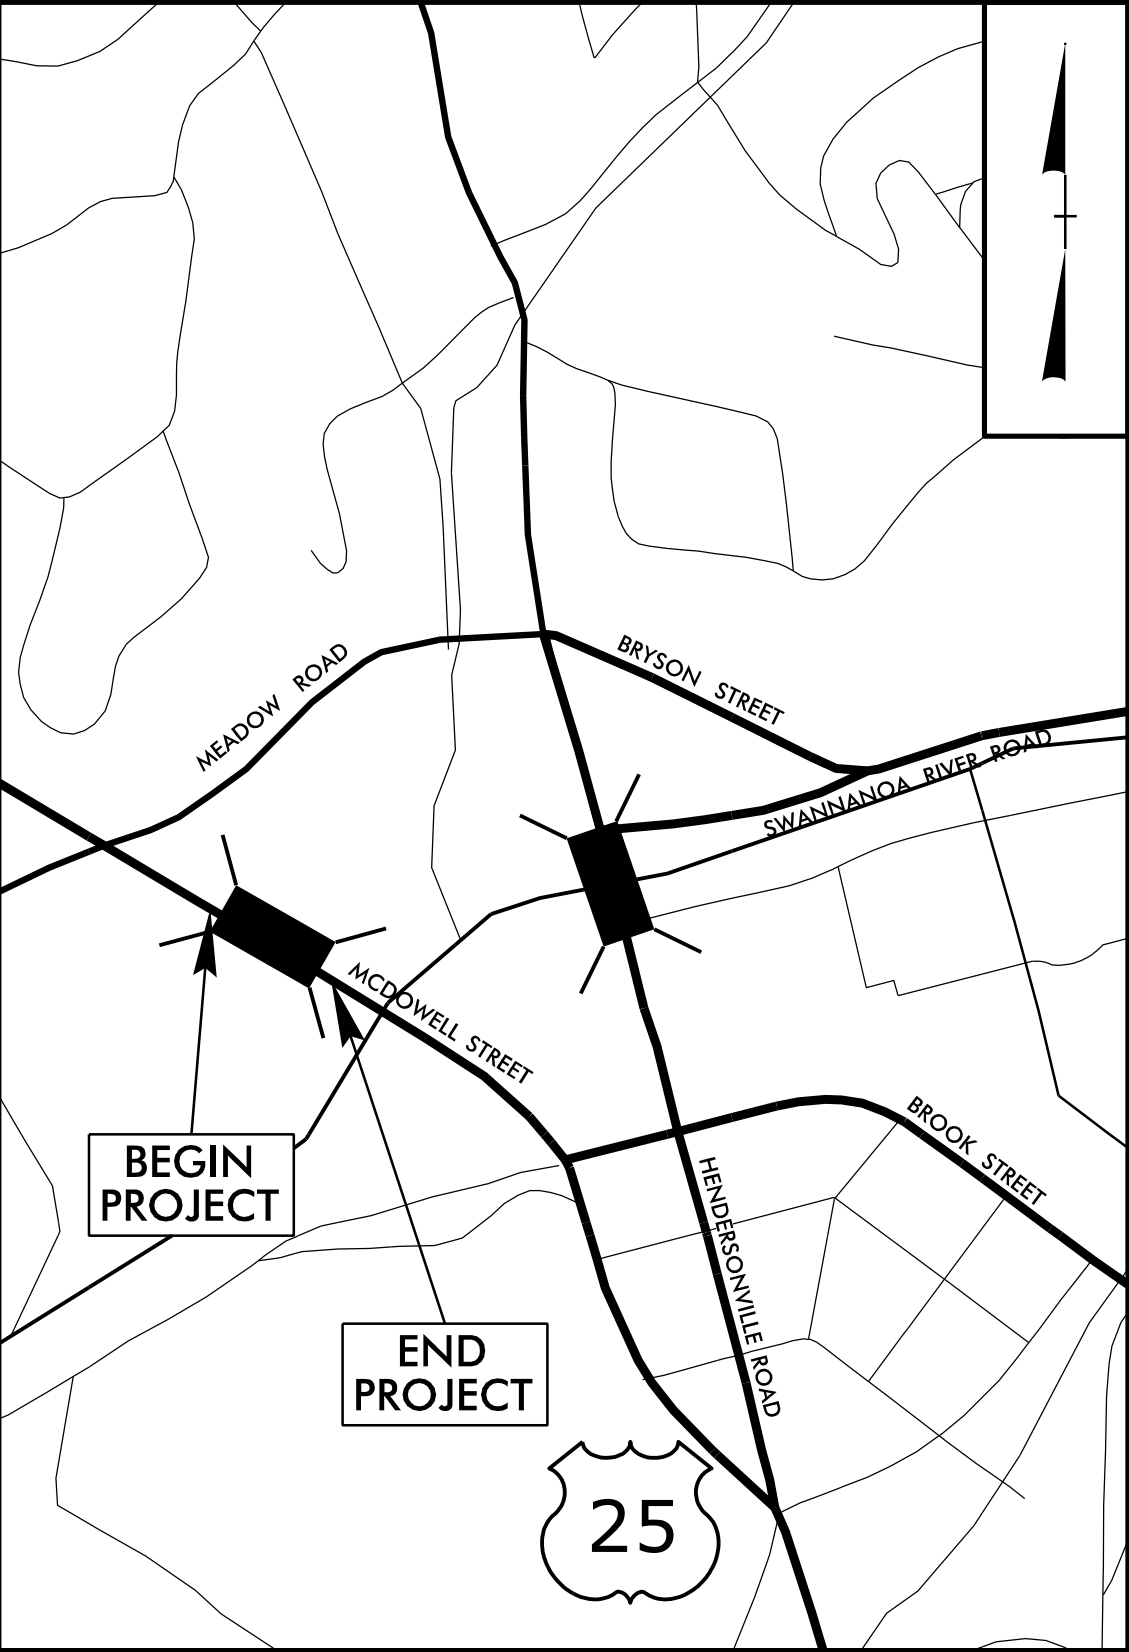 BRYSON STREET
MEADOW ROAD
SWANNANOA RIVER ROAD
MCDOWELL STREET
BROOK STREET
HENDERSONVILLE ROAD
BEGIN
PROJECT
END
PROJECT
25